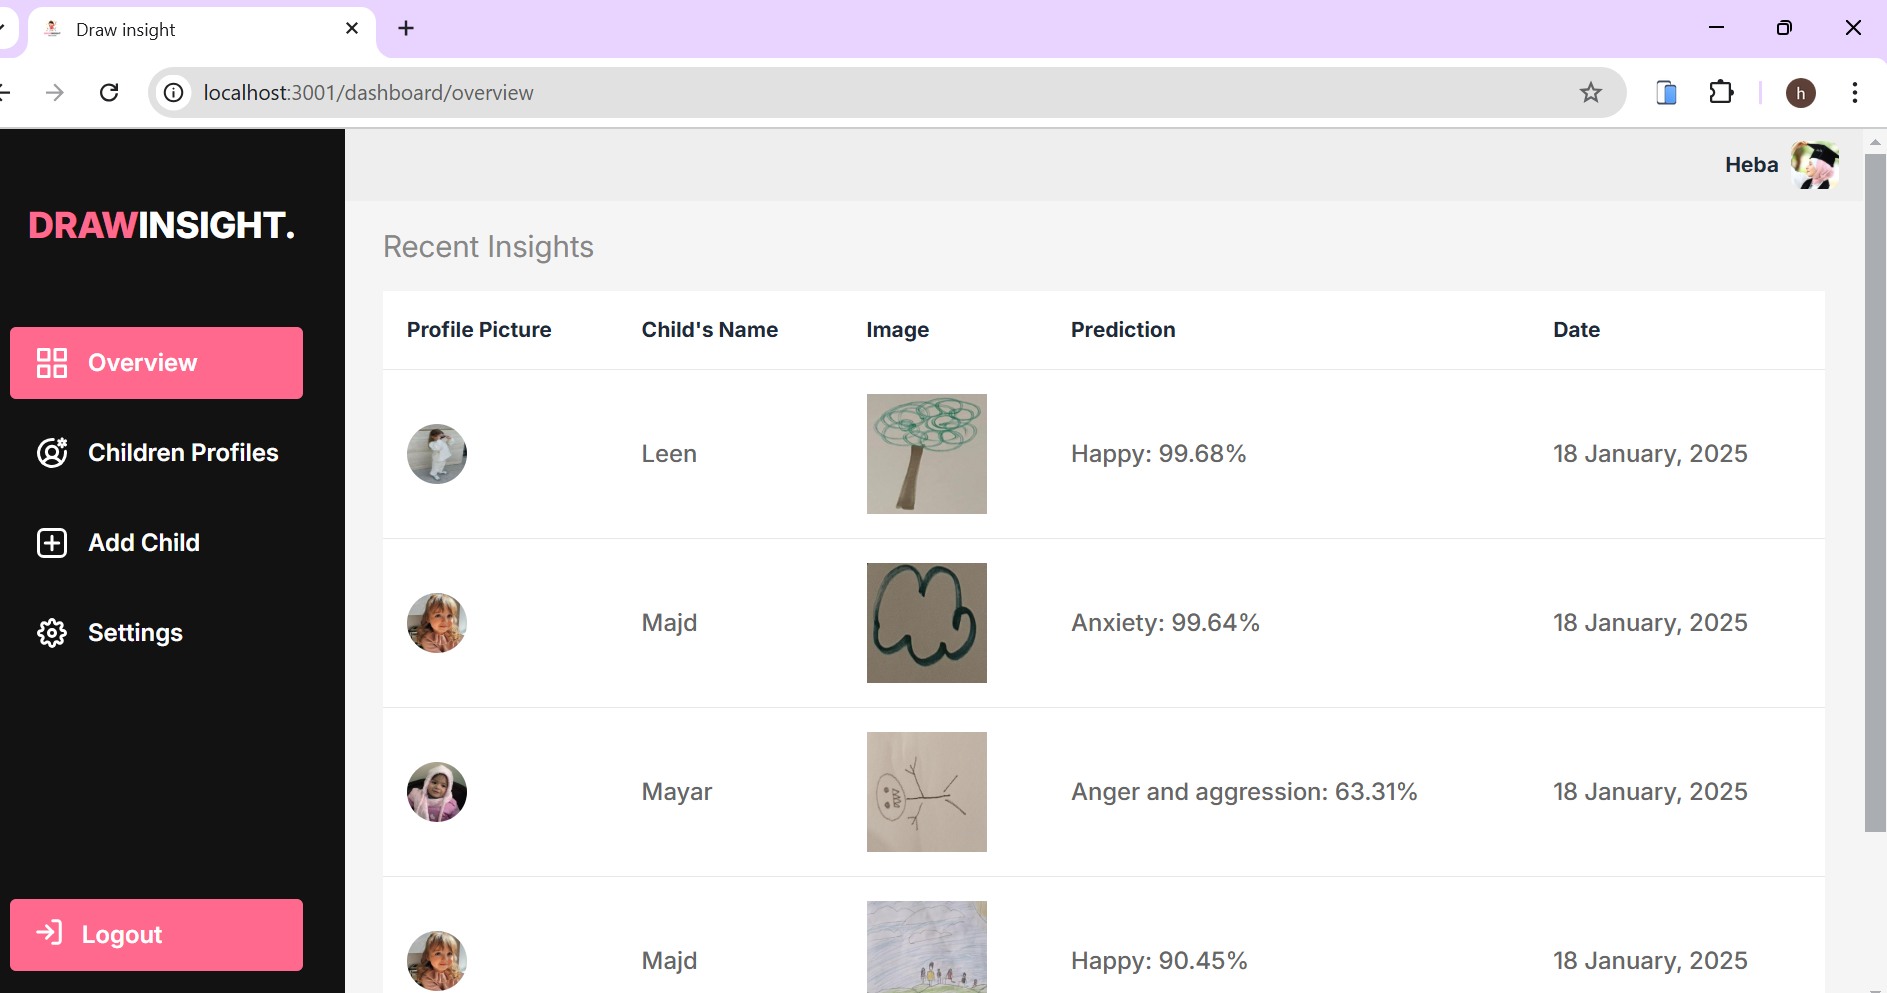 Draw insight
localhost:3001/dashboard/overview
h
Heba
DRAWINSIGHT.
Overview
Children Profiles
Add Child
Settings
Logout
Recent Insights
Profile Picture Child's Name Image Prediction Date
Leen Happy: 99.68% 18 January, 2025
Majd Anxiety: 99.64% 18 January, 2025
Mayar Anger and aggression: 63.31% 18 January, 2025
Majd Happy: 90.45% 18 January, 2025